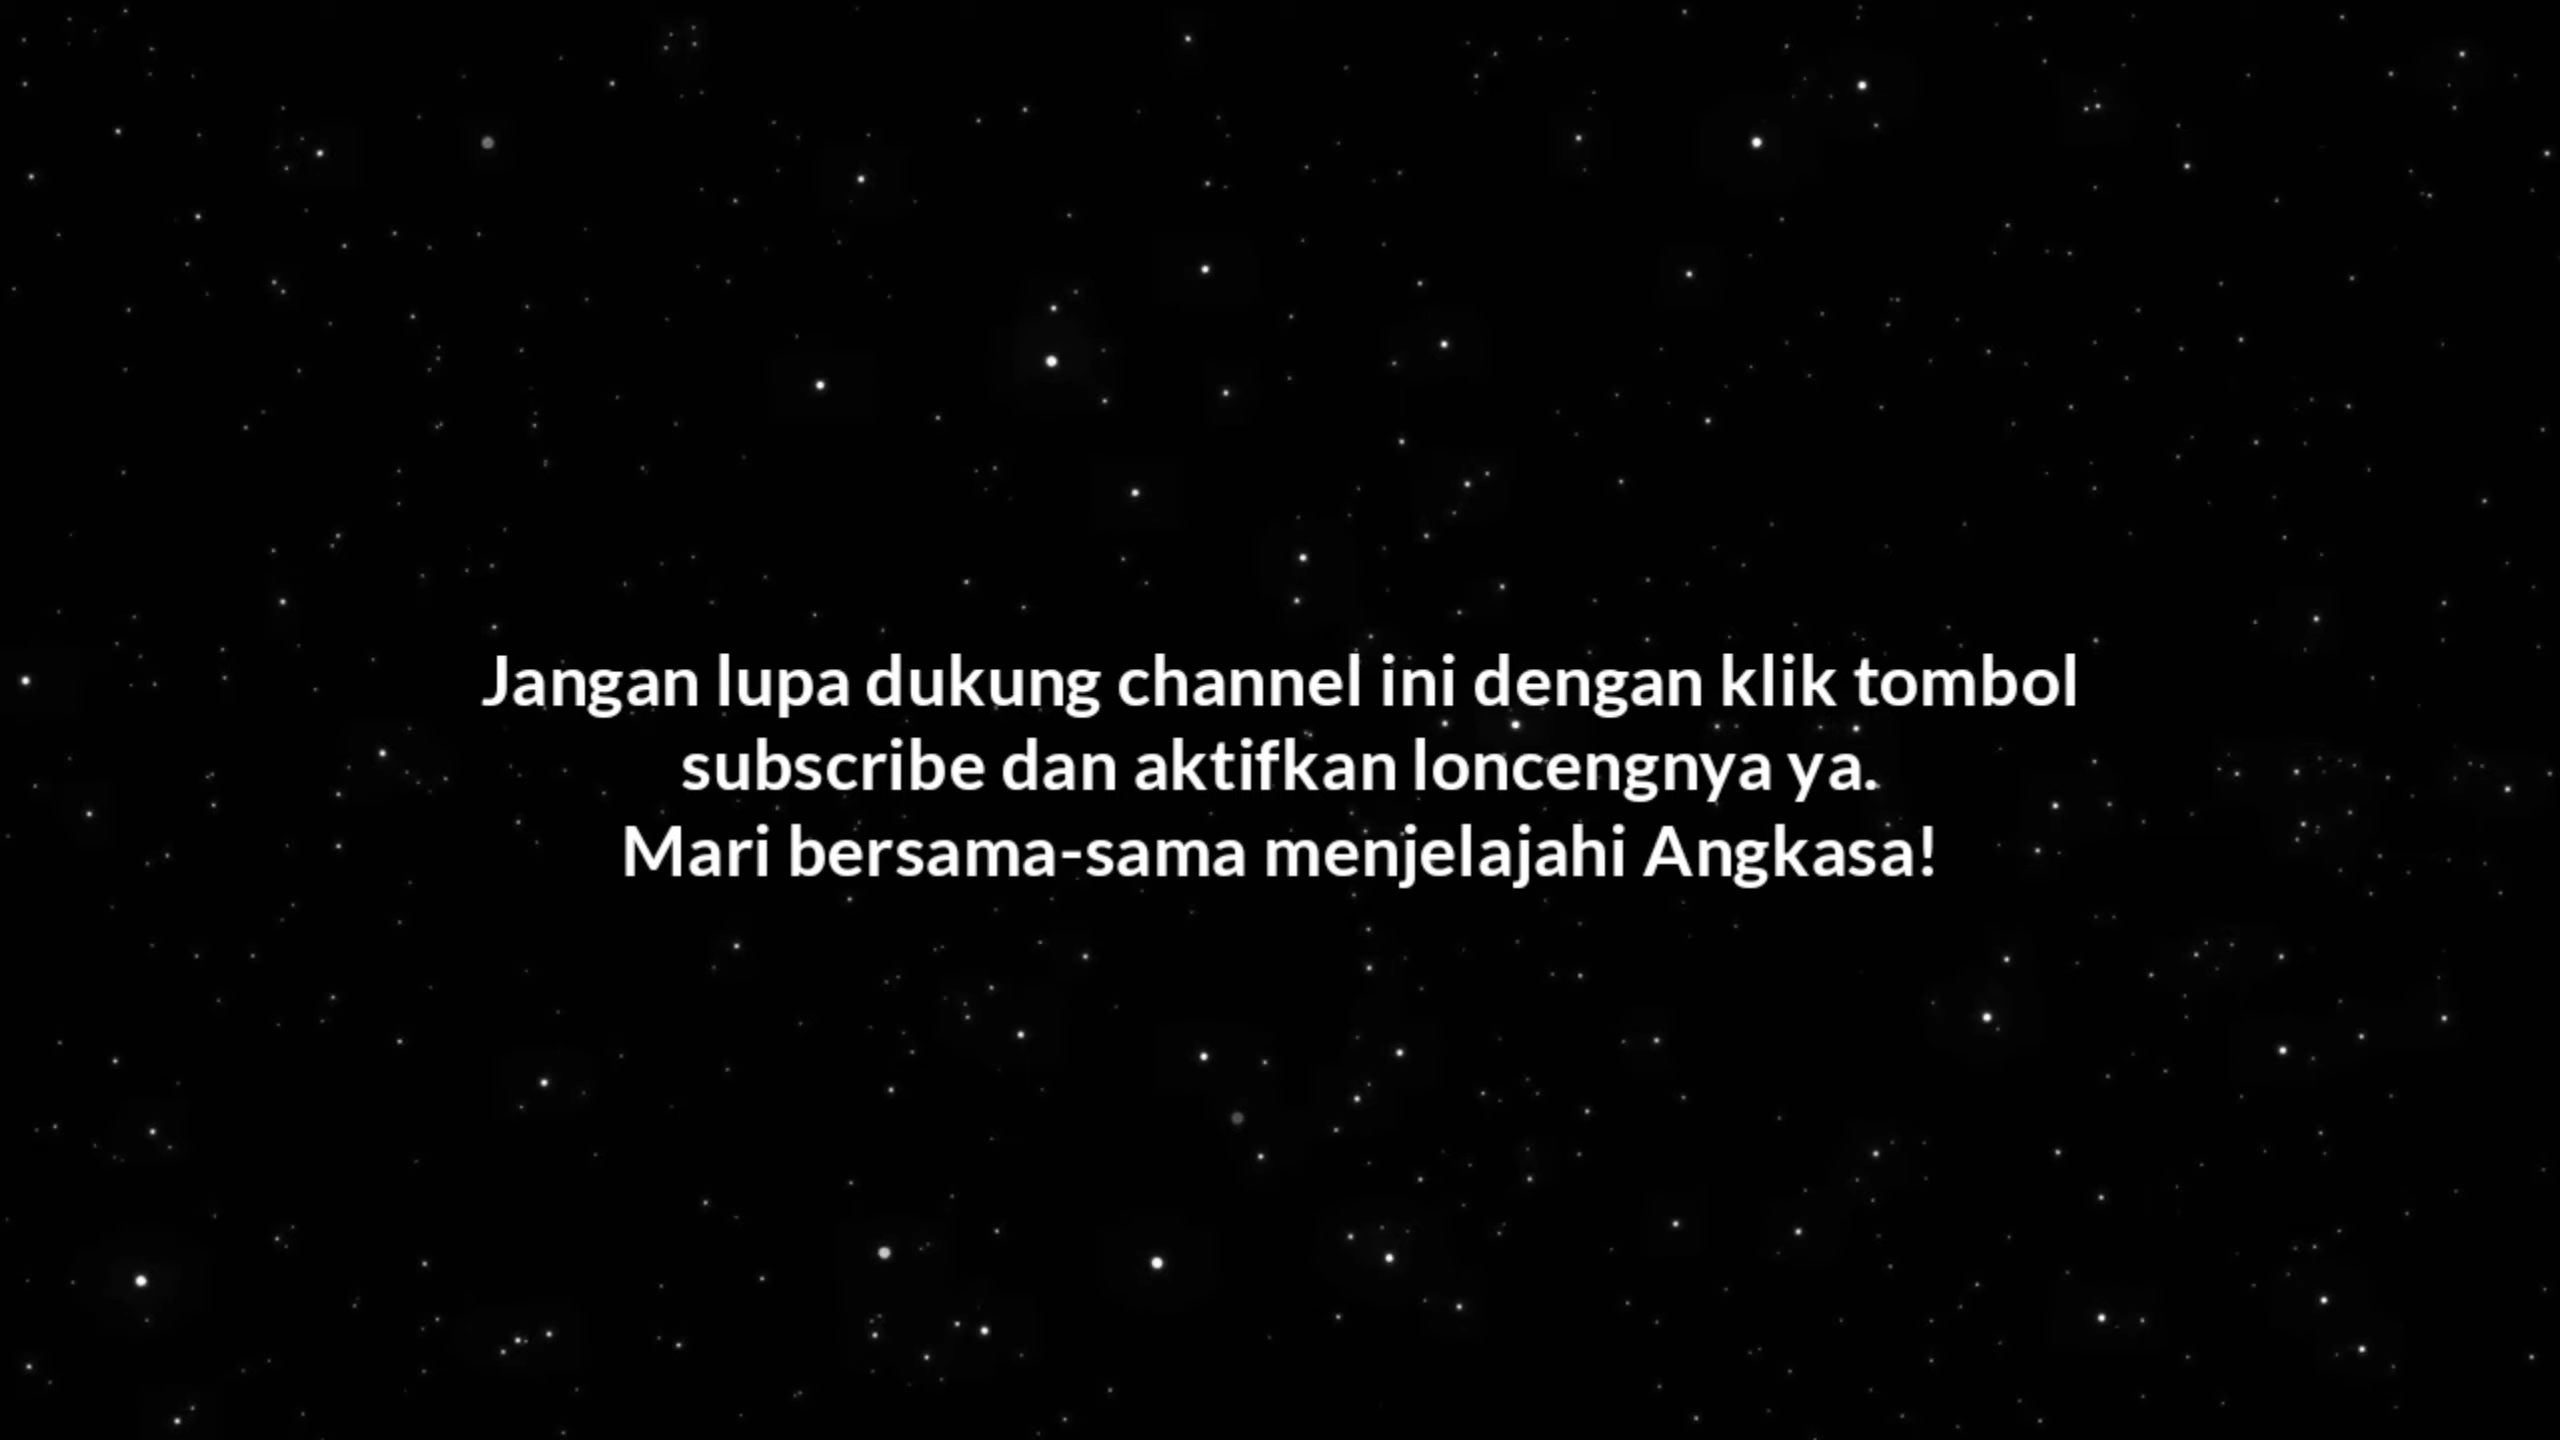 Jangan lupa dukung channel ini dengan klik tombol
subscribe dan aktifkan loncengnya ya.
Mari bersama-sama menjelajahi Angkasa!